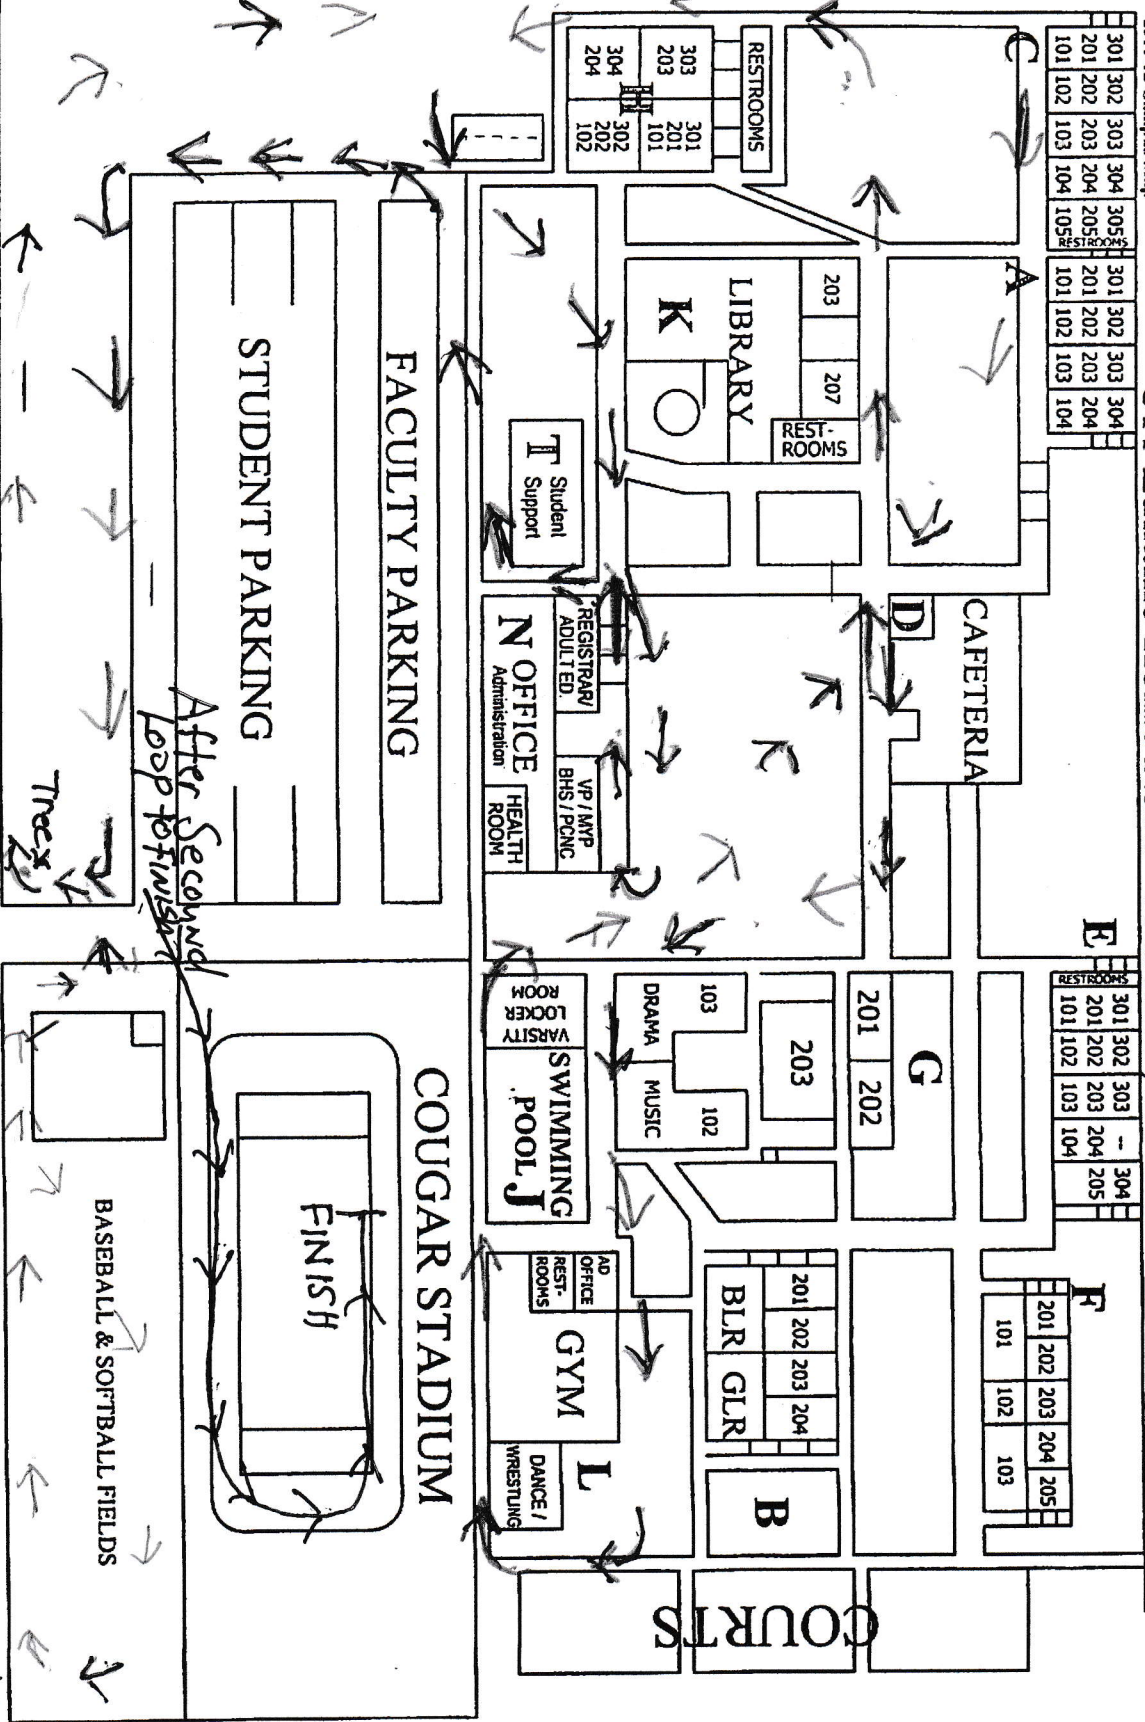 C
301 302 303 304 305
201 202 203 204 205
101 102 103 104 105
RESTROOMS
A
301 302 303 304
201 202 203 204
101 102 103 104
E
RESTROOMS
301 302 303 -- 304
201 202 203 204 205
101 102 103 104
F
201 202 203 204 205
101 102 103
CAFETERIA
D
G
201 202
203
RESTROOMS
H
303
203
301
201
101
304
204
302
202
102
LIBRARY
K
203
207
REST-
ROOMS
103
DRAMA
MUSIC
102
201 202 203 204
BLR GLR
B
COURTS
T Student
Support
REGISTRAR/
ADULT ED.
N OFFICE
Administration
VP / MYP
BHS / PCNC
HEALTH
ROOM
VARSITY
LOCKER
ROOM
SWIMMING
POOL J
AD
OFFICE
REST-
ROOMS
GYM
L
DANCE /
WRESTLING
FACULTY PARKING
STUDENT PARKING
COUGAR STADIUM
FINISH
After Secound
Loop to finish
Tree x
BASEBALL & SOFTBALL FIELDS